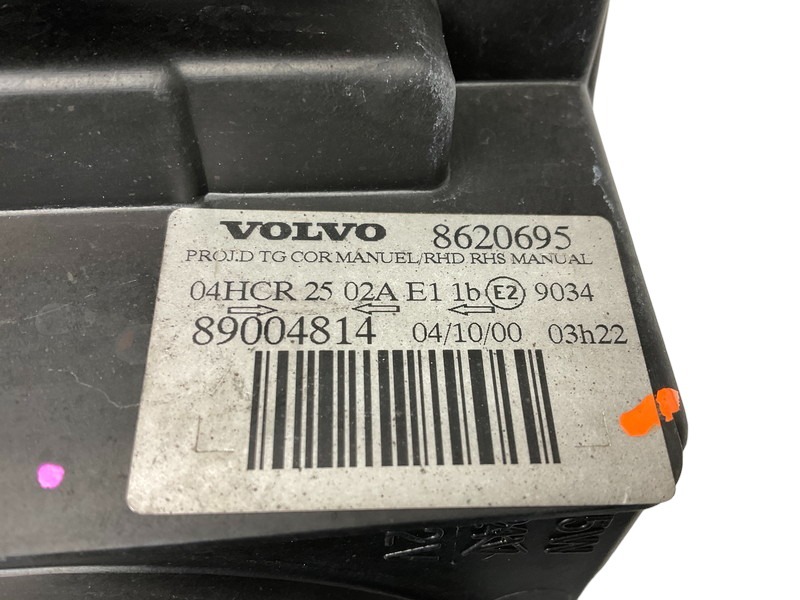 VOLVO 8620695
PROJ.D TG COR MANUEL/RHD RHS MANUAL
04HCR 25 02A E1 1b E2 9034
89004814 04/10/00 03h22